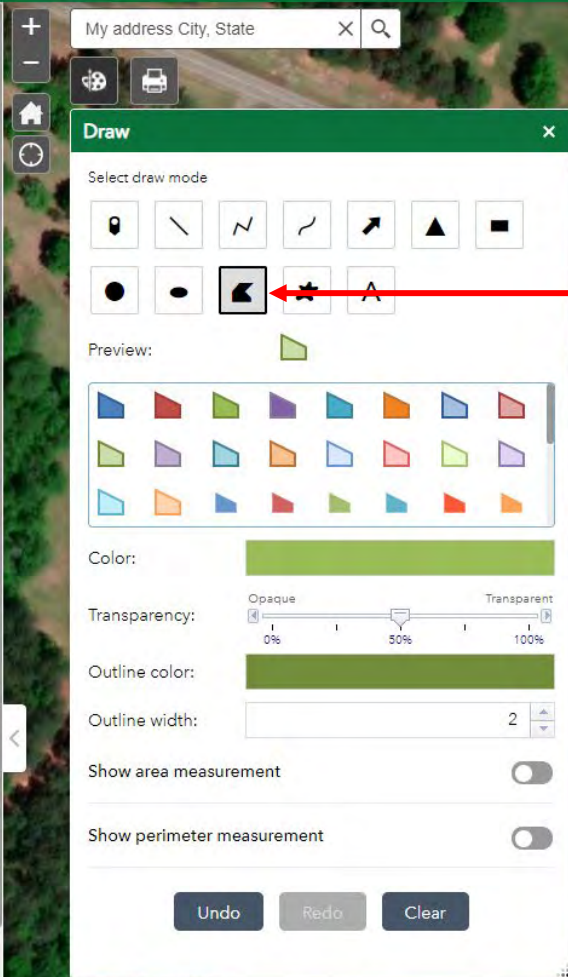 My address City, State
Draw
Select draw mode
A
Preview:
Color:
Opaque Transparent
Transparency:
0% 50% 100%
Outline color:
Outline width: 2
Show area measurement
Show perimeter measurement
Undo Redo Clear